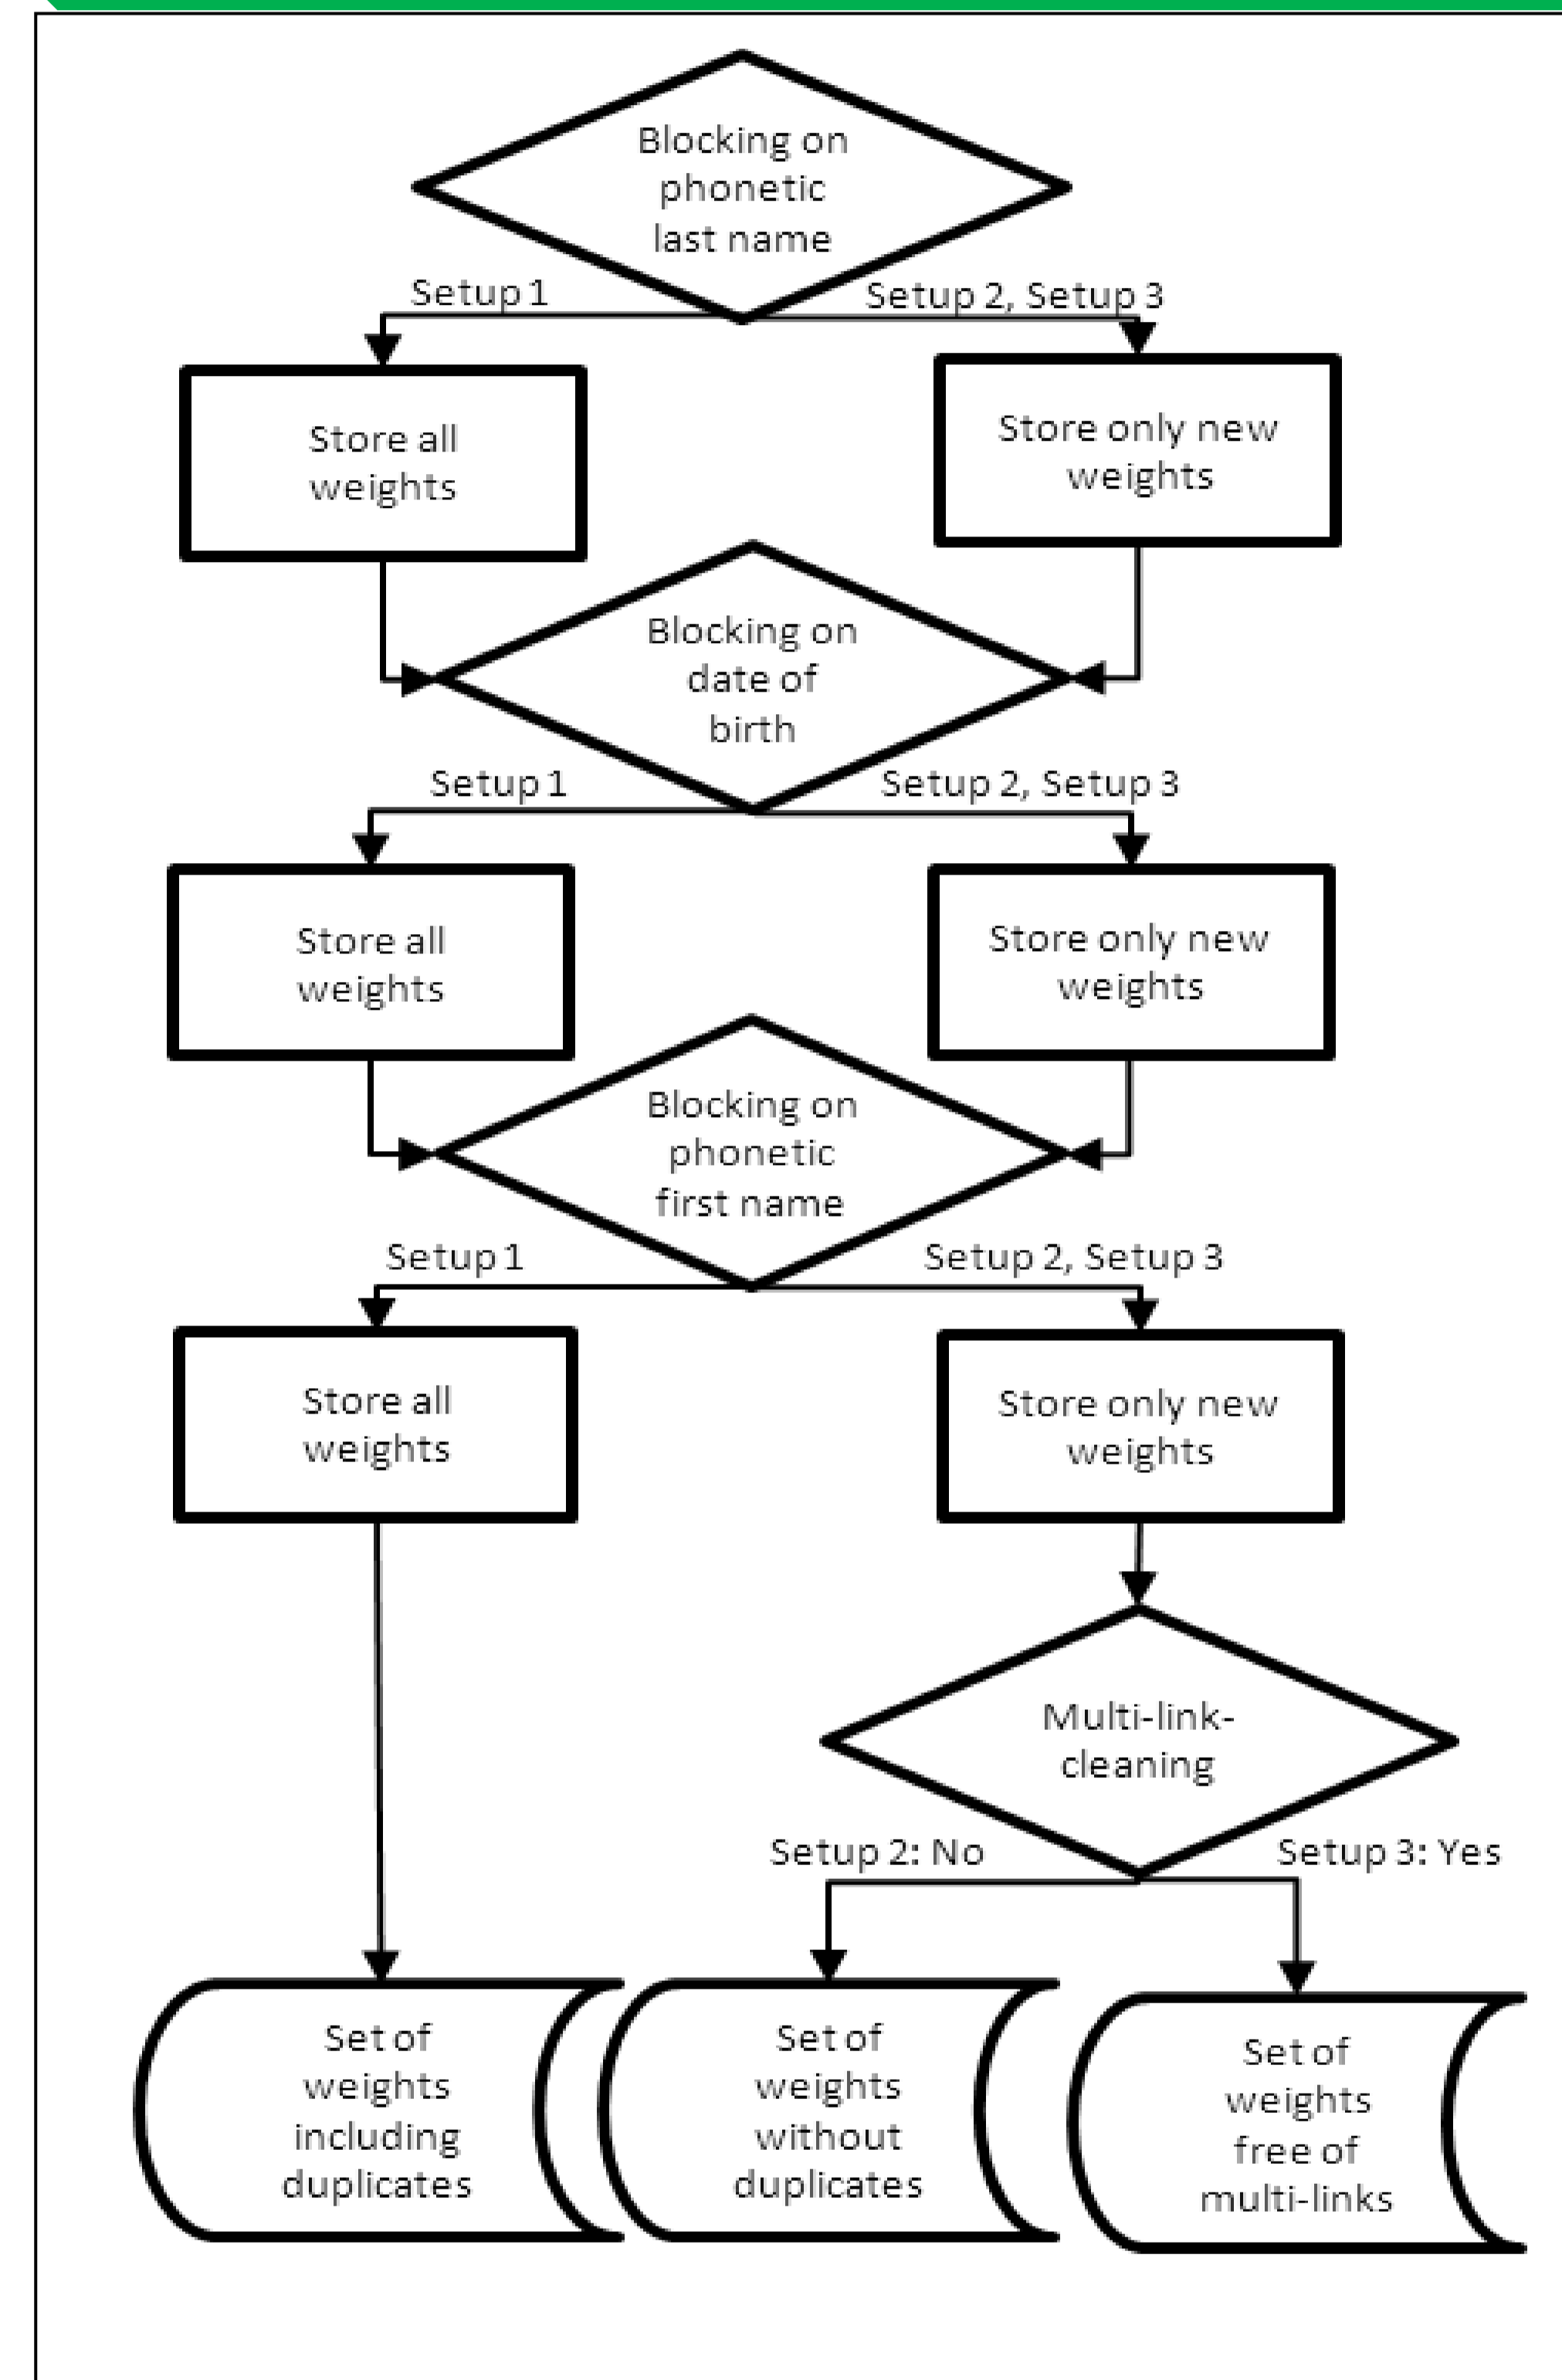 Blocking on
phonetic
last name
Setup 1
Setup 2, Setup 3
Store all
weights
Store only new
weights
Blocking on
date of
birth
Setup 1
Setup 2, Setup 3
Store all
weights
Store only new
weights
Blocking on
phonetic
first name
Setup 1
Setup 2, Setup 3
Store all
weights
Store only new
weights
Multi-link-
cleaning
Setup 2: No
Setup 3: Yes
Set of
weights
including
duplicates
Set of
weights
without
duplicates
Set of
weights
free of
multi-links